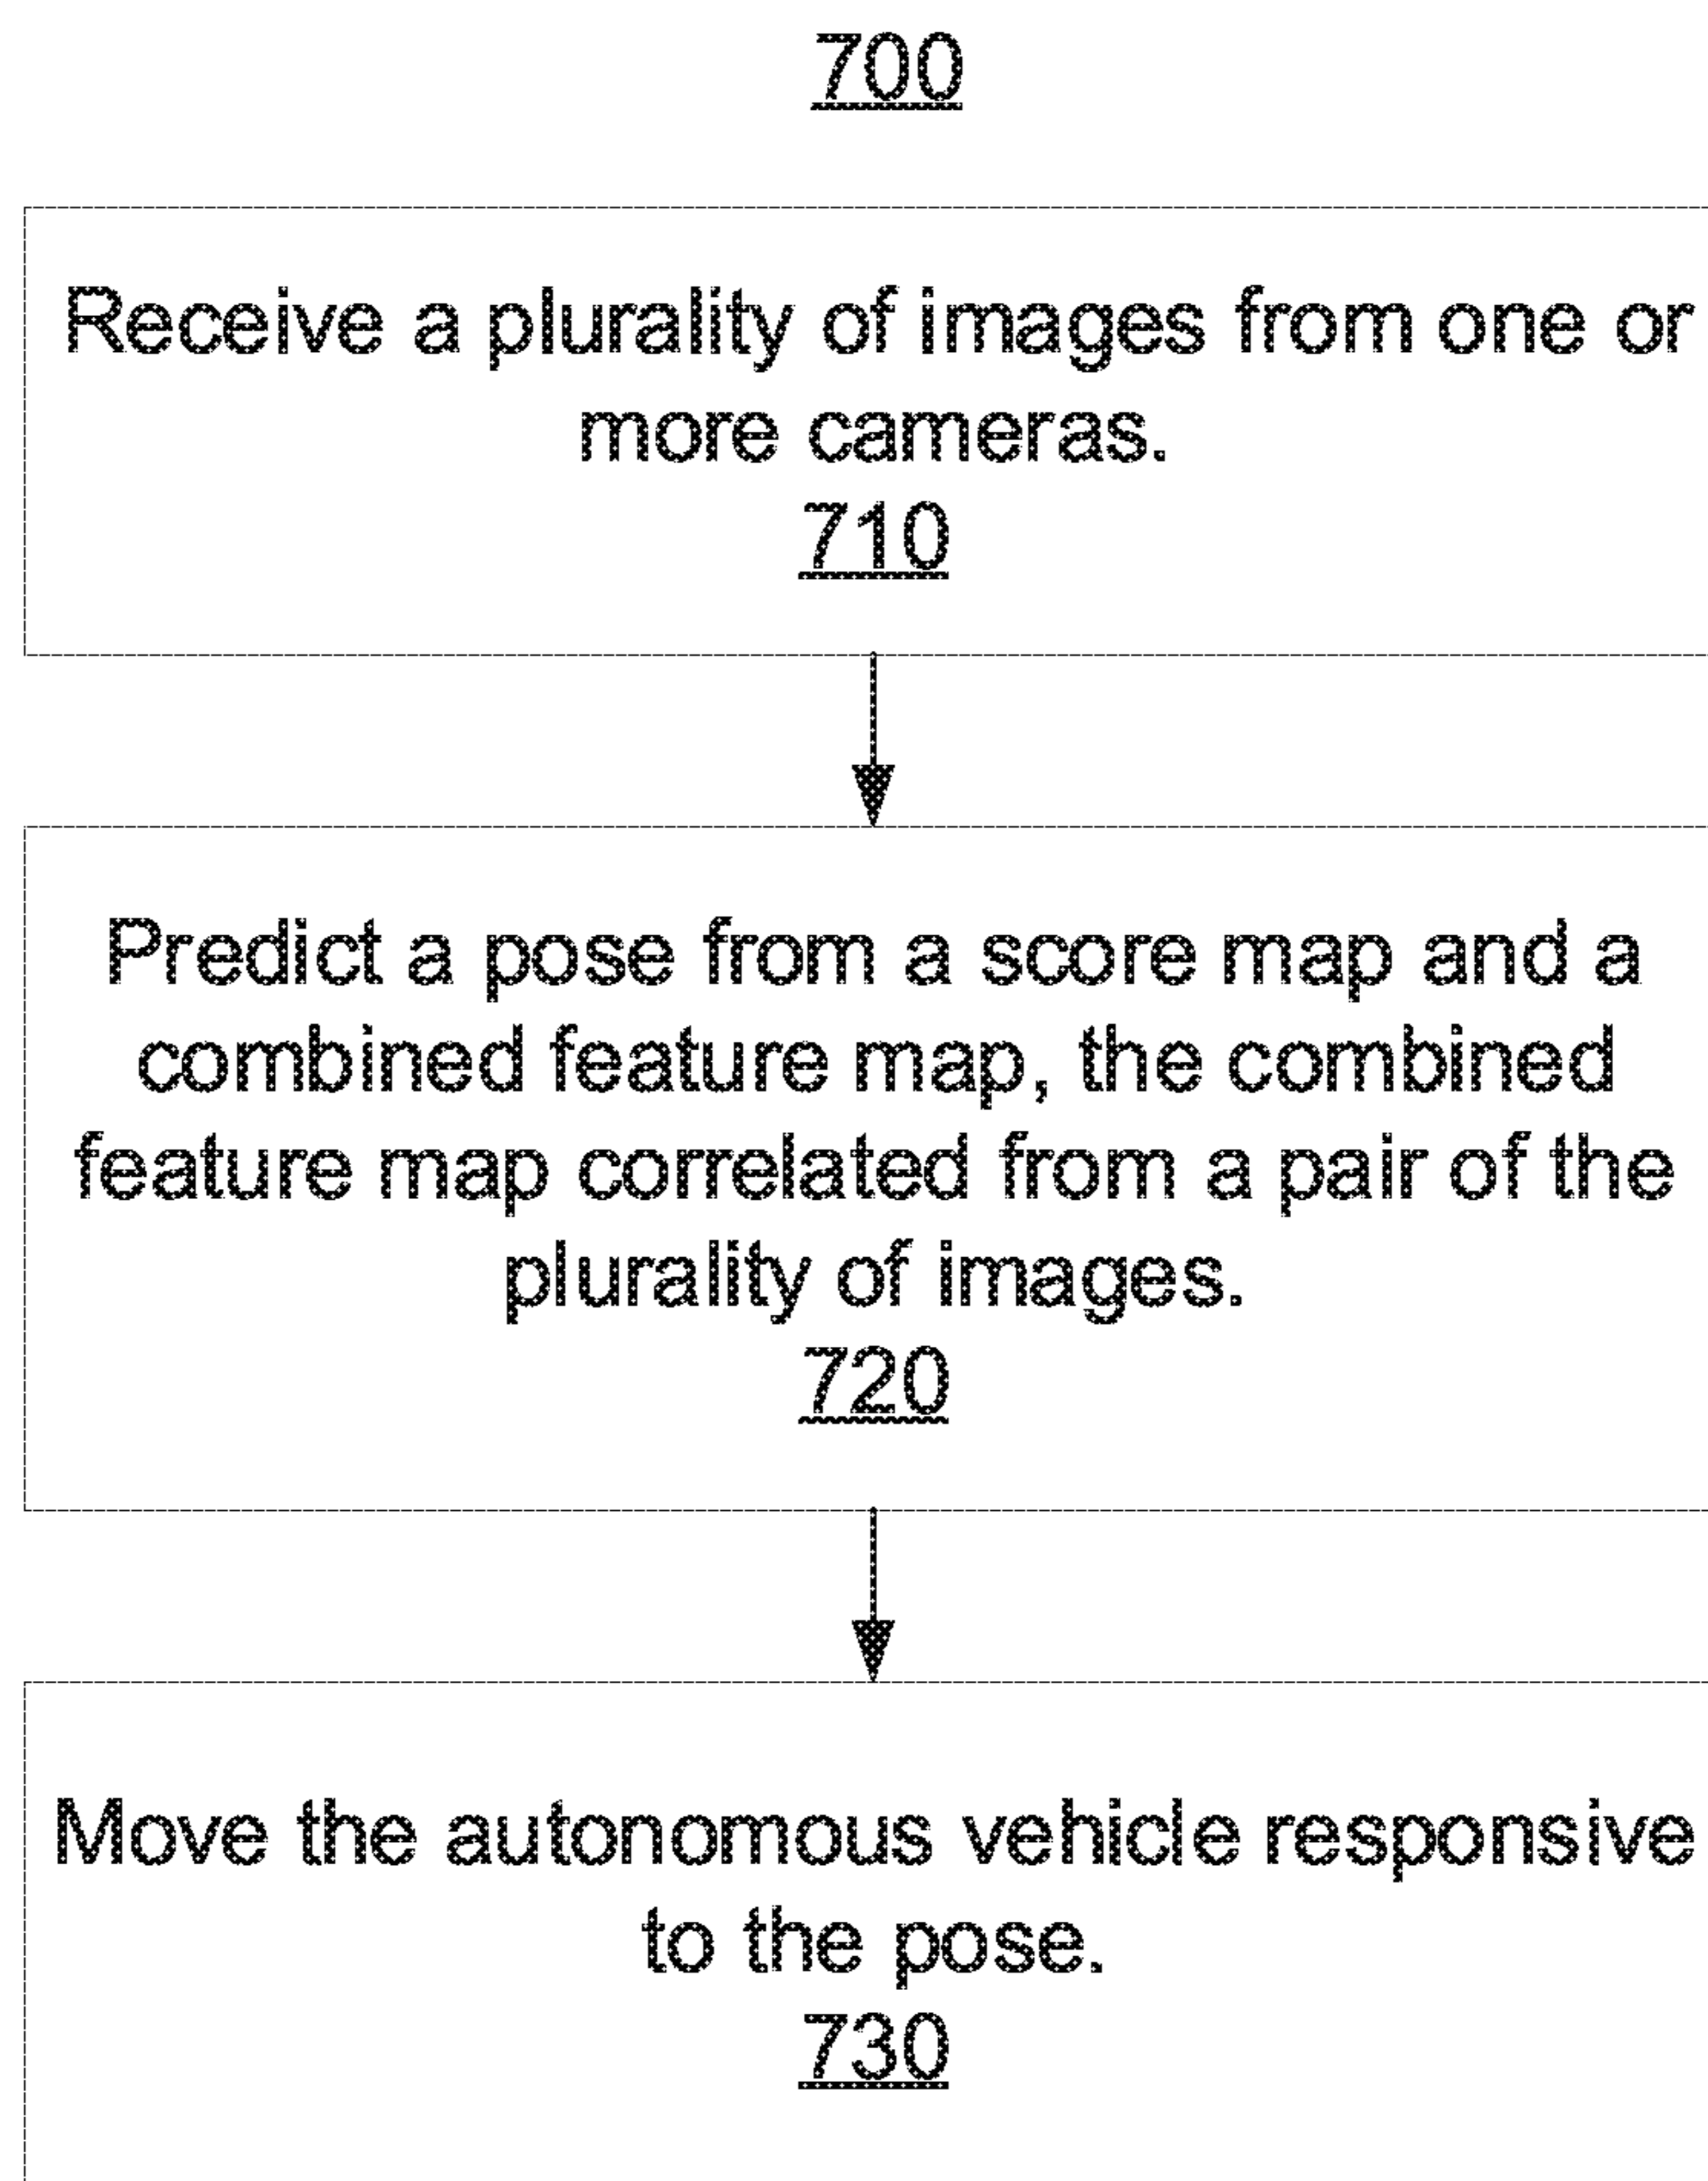 700
Receive a plurality of images from one or
more cameras.
710
Predict a pose from a score map and a
combined feature map, the combined
feature map correlated from a pair of the
plurality of images.
720
Move the autonomous vehicle responsive
to the pose.
730